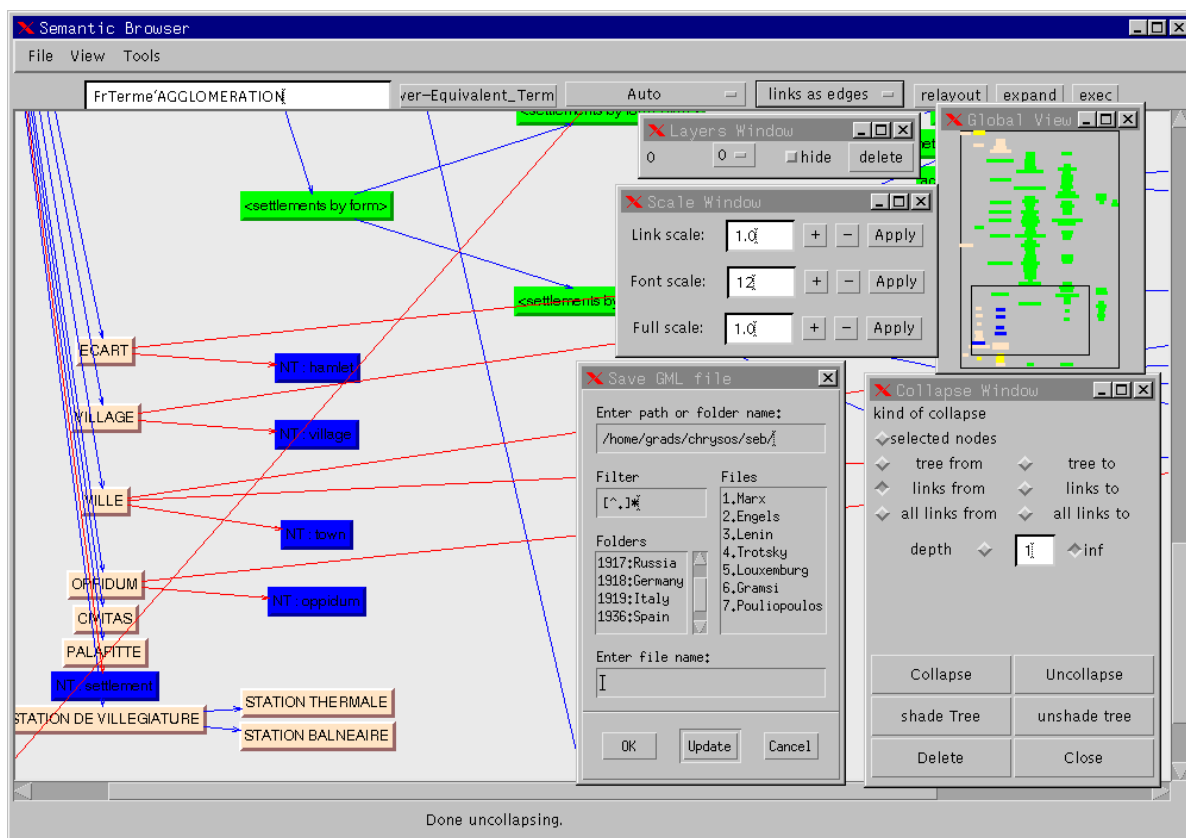 Semantic Browser
File View Tools
FrTerme'AGGLOMERATION
ver-Equivalent_Term
Auto
links as edges
relayout
expand
exec
<settlements by form>
<settlements by form>
<settlements by
ECART
NT : hamlet
VILLAGE
NT : village
VILLE
NT : town
OPPIDUM
NT : oppidum
CIVITAS
PALAFITTE
NT : settlement
STATION DE VILLEGIATURE
STATION THERMALE
STATION BALNEAIRE
Layers Window
0 0 hide delete
Global View
Scale Window
Link scale: 1.0 + - Apply
Font scale: 12 + - Apply
Full scale: 1.0 + - Apply
Save GML file
Enter path or folder name:
/home/grads/chrysos/seb/
Filter
[^.]*
Folders
1917:Russia
1918:Germany
1919:Italy
1936:Spain
Files
1.Marx
2.Engels
3.Lenin
4.Trotsky
5.Louxemburg
6.Gramsi
7.Pouliopoulos
Enter file name:
OK Update Cancel
Collapse Window
kind of collapse
selected nodes
tree from tree to
links from links to
all links from all links to
depth 1 inf
Collapse Uncollapse
shade Tree unshade tree
Delete Close
Done uncollapsing.